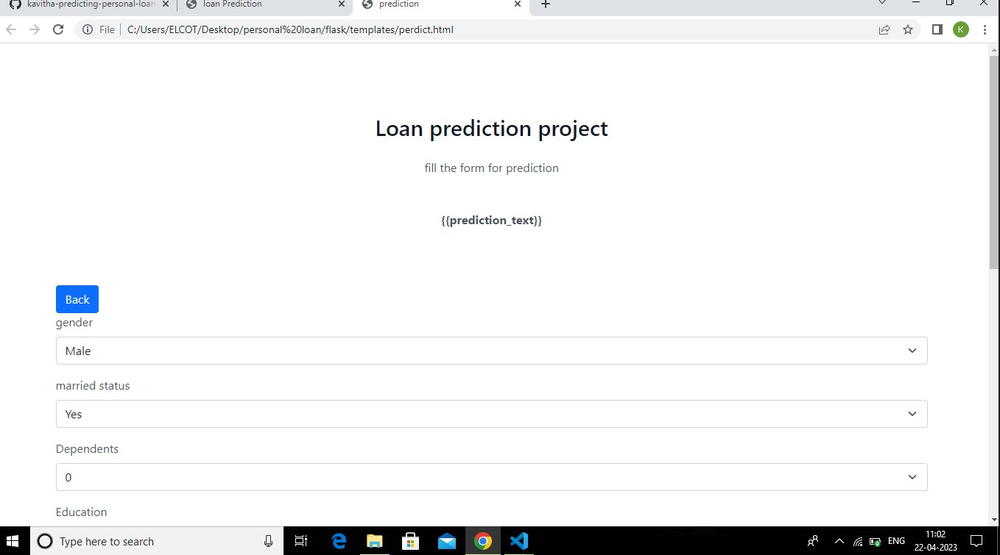 kavitha-predicting-personal-loan
loan Prediction
prediction
File
C:/Users/ELCOT/Desktop/personal%20loan/flask/templates/perdict.html
K
Loan prediction project
fill the form for prediction
{{prediction_text}}
Back
gender
Male
married status
Yes
Dependents
0
Education
Type here to search
ENG
11:02
22-04-2023